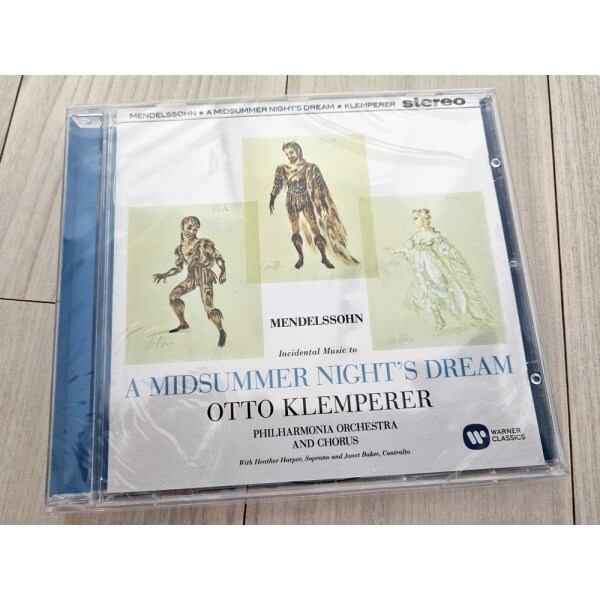 MENDELSSOHN ★ A MIDSUMMER NIGHT'S DREAM ★ KLEMPERER stereo
MENDELSSOHN
Incidental Music to
A MIDSUMMER NIGHT'S DREAM
OTTO KLEMPERER
PHILHARMONIA ORCHESTRA
AND CHORUS
With Heather Harper, Soprano and Janet Baker, Contralto
WARNER
CLASSICS